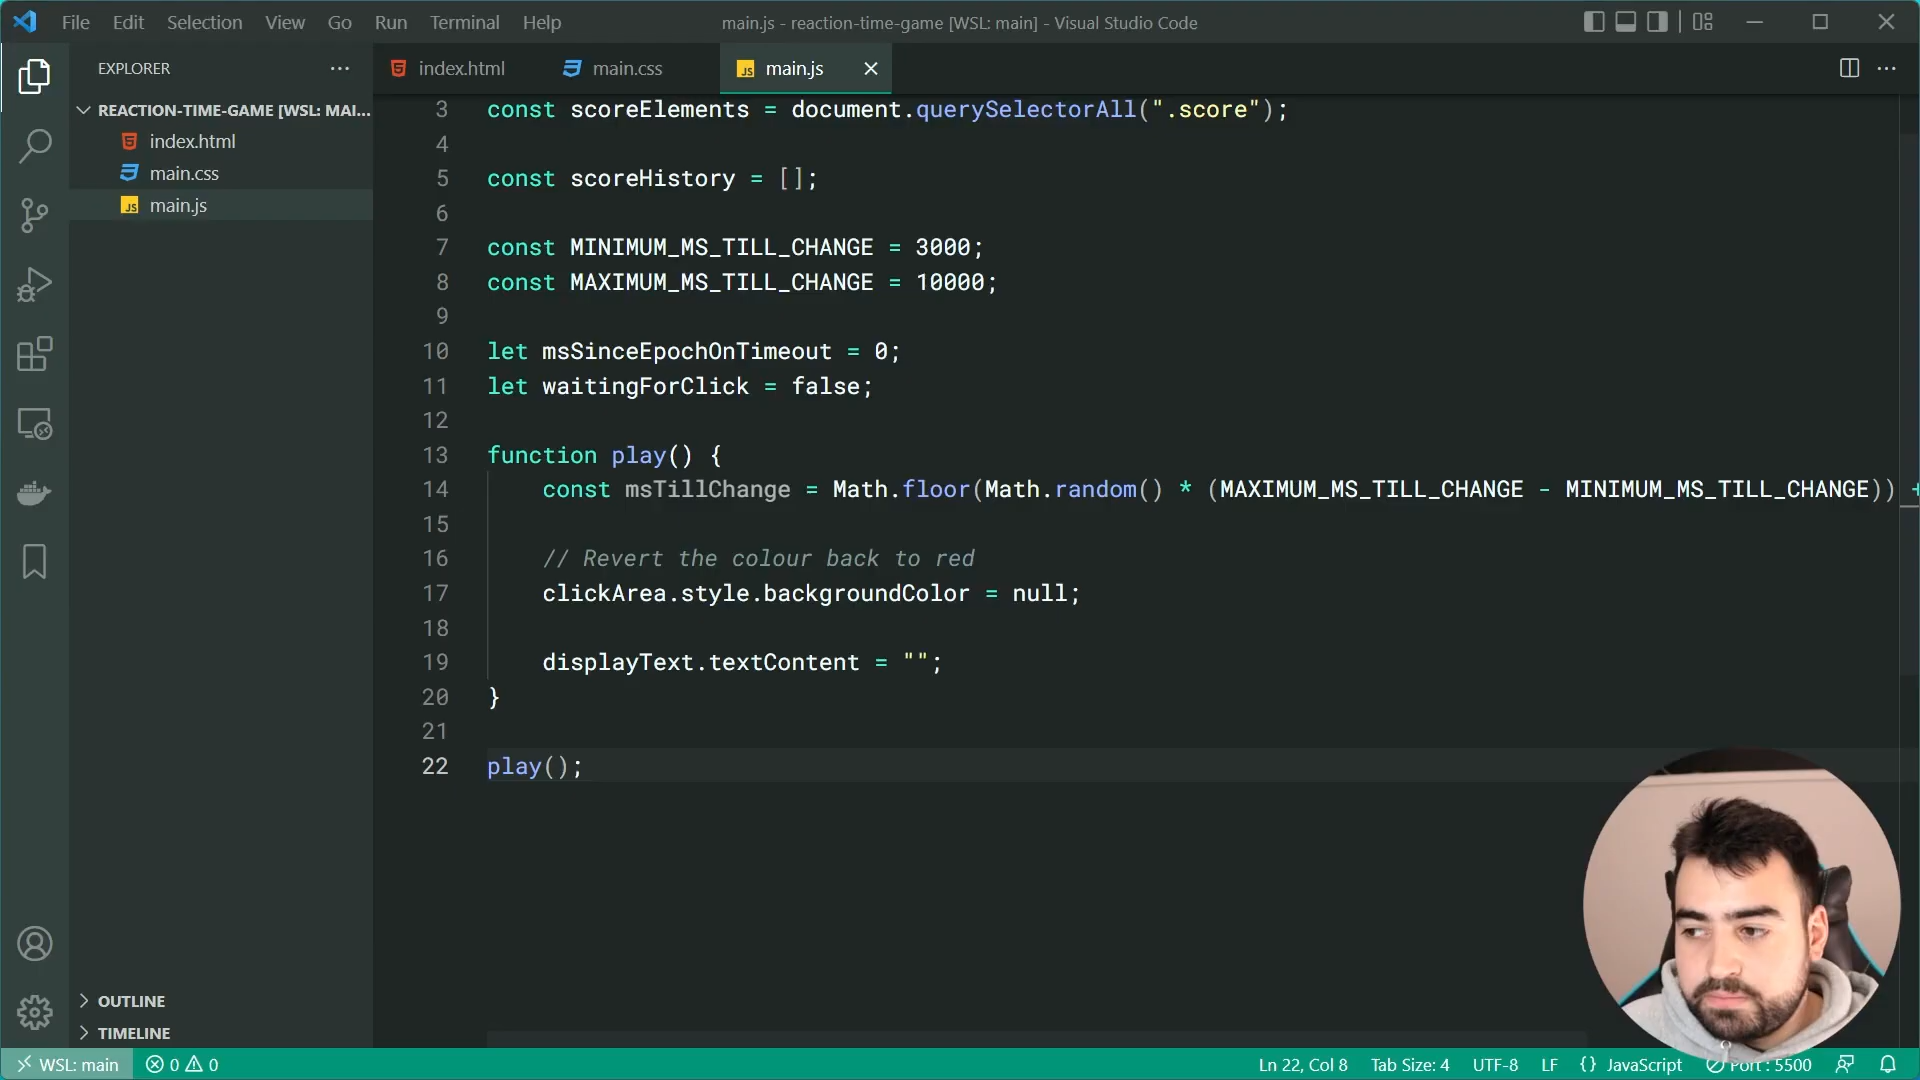 File Edit Selection View Go Run Terminal Help
main.js - reaction-time-game [WSL: main] - Visual Studio Code
EXPLORER
REACTION-TIME-GAME [WSL: MAI...
index.html
main.css
main.js
OUTLINE
TIMELINE
index.html main.css main.js
3 const scoreElements = document.querySelectorAll(".score");
4
5 const scoreHistory = [];
6
7 const MINIMUM_MS_TILL_CHANGE = 3000;
8 const MAXIMUM_MS_TILL_CHANGE = 10000;
9
10 let msSinceEpochOnTimeout = 0;
11 let waitingForClick = false;
12
13 function play() {
14 const msTillChange = Math.floor(Math.random() * (MAXIMUM_MS_TILL_CHANGE - MINIMUM_MS_TILL_CHANGE)) +
15
16 // Revert the colour back to red
17 clickArea.style.backgroundColor = null;
18
19 displayText.textContent = "";
20 }
21
22 play();
WSL: main 0 0 Ln 22, Col 8 Tab Size: 4 UTF-8 LF {} JavaScript Port : 5500